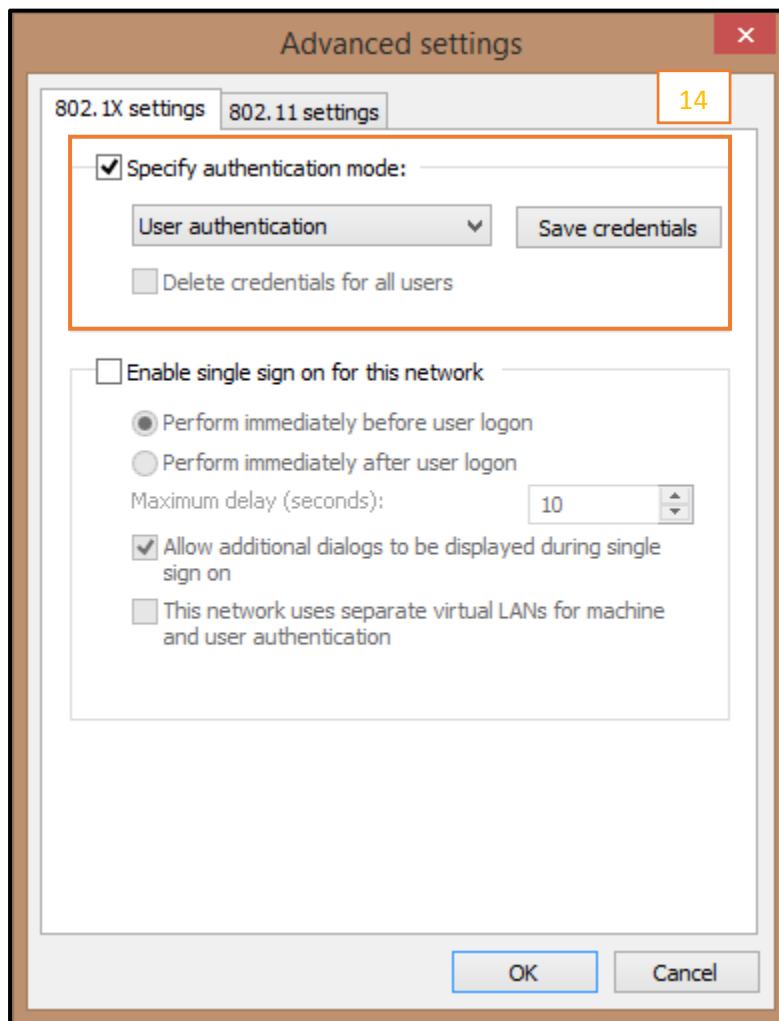 Advanced settings
14
802.1X settings
802.11 settings
Specify authentication mode:
User authentication
Save credentials
Delete credentials for all users
Enable single sign on for this network
Perform immediately before user logon
Perform immediately after user logon
Maximum delay (seconds):
10
Allow additional dialogs to be displayed during single
sign on
This network uses separate virtual LANs for machine
and user authentication
OK
Cancel